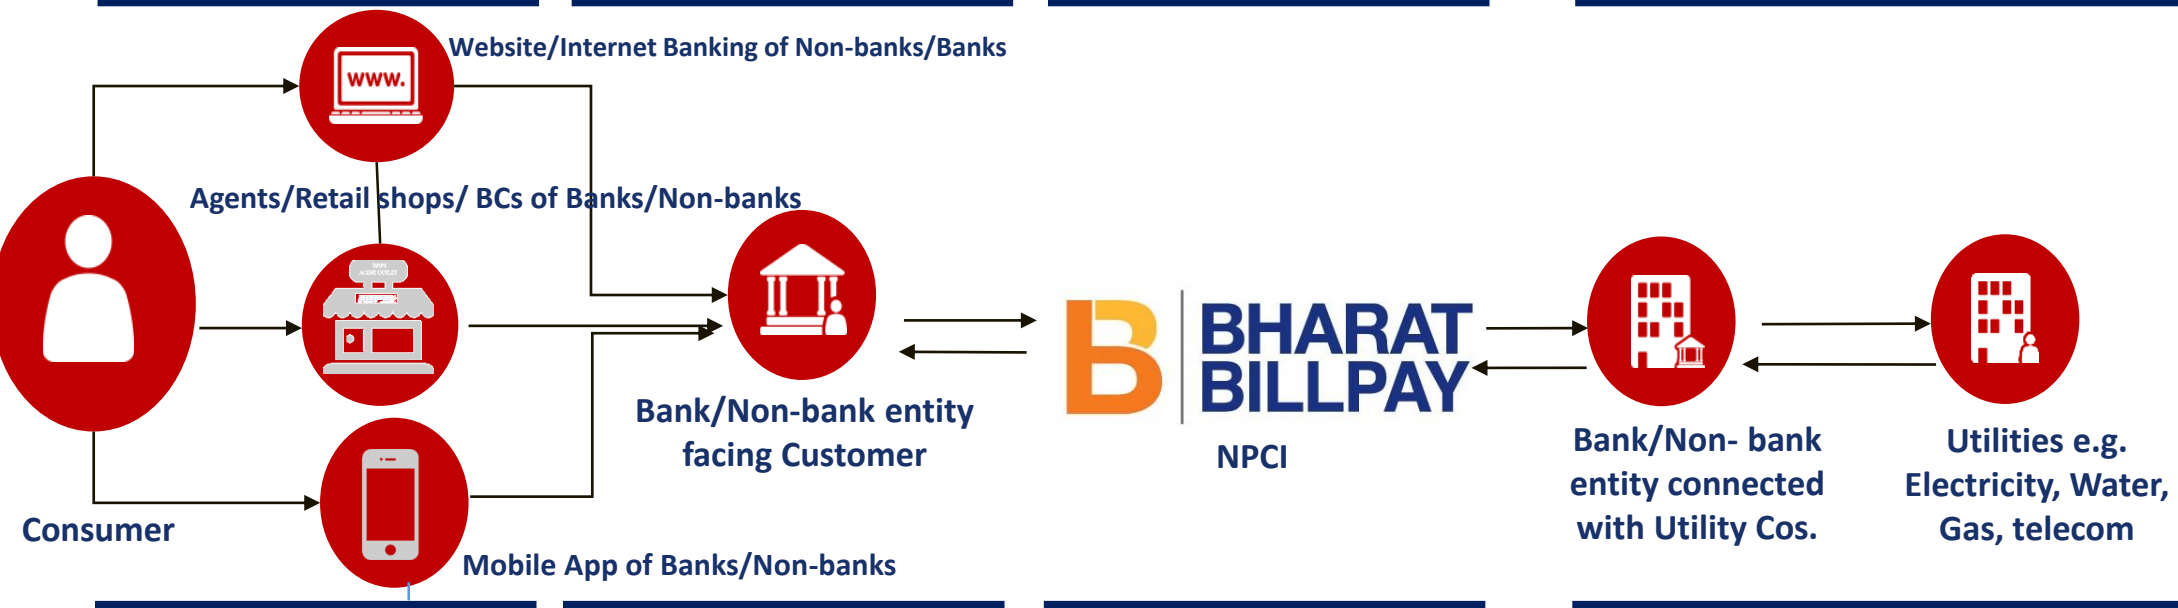 Website/Internet Banking of Non-banks/Banks
www.
Agents/Retail shops/ BCs of Banks/Non-banks
AGENT OUTLET
BHARAT
BILLPAY
Bank/Non-bank entity
facing Customer
NPCI
Bank/Non- bank
entity connected
with Utility Cos.
Utilities e.g.
Electricity, Water,
Gas, telecom
Consumer
Mobile App of Banks/Non-banks